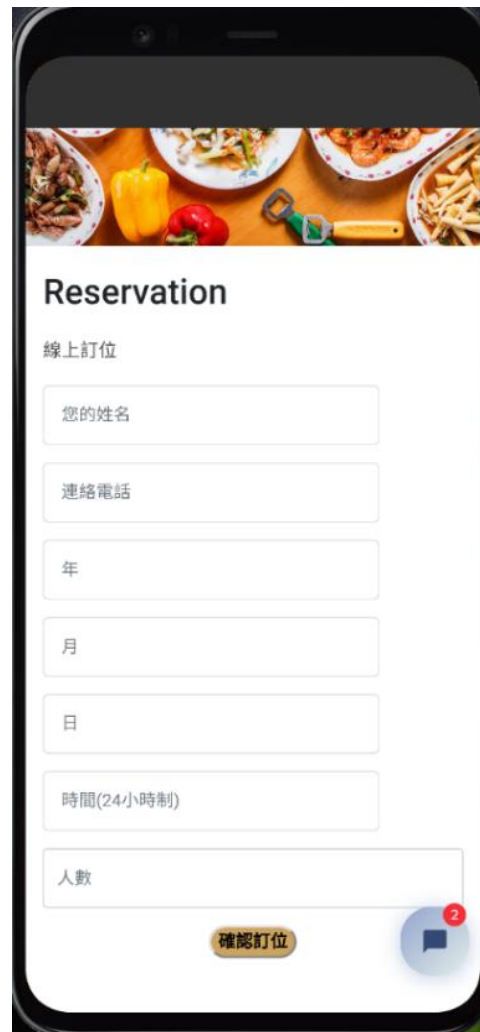 Reservation
線上訂位
您的姓名
連絡電話
年
月
日
時間(24小時制)
人數
確認訂位
2